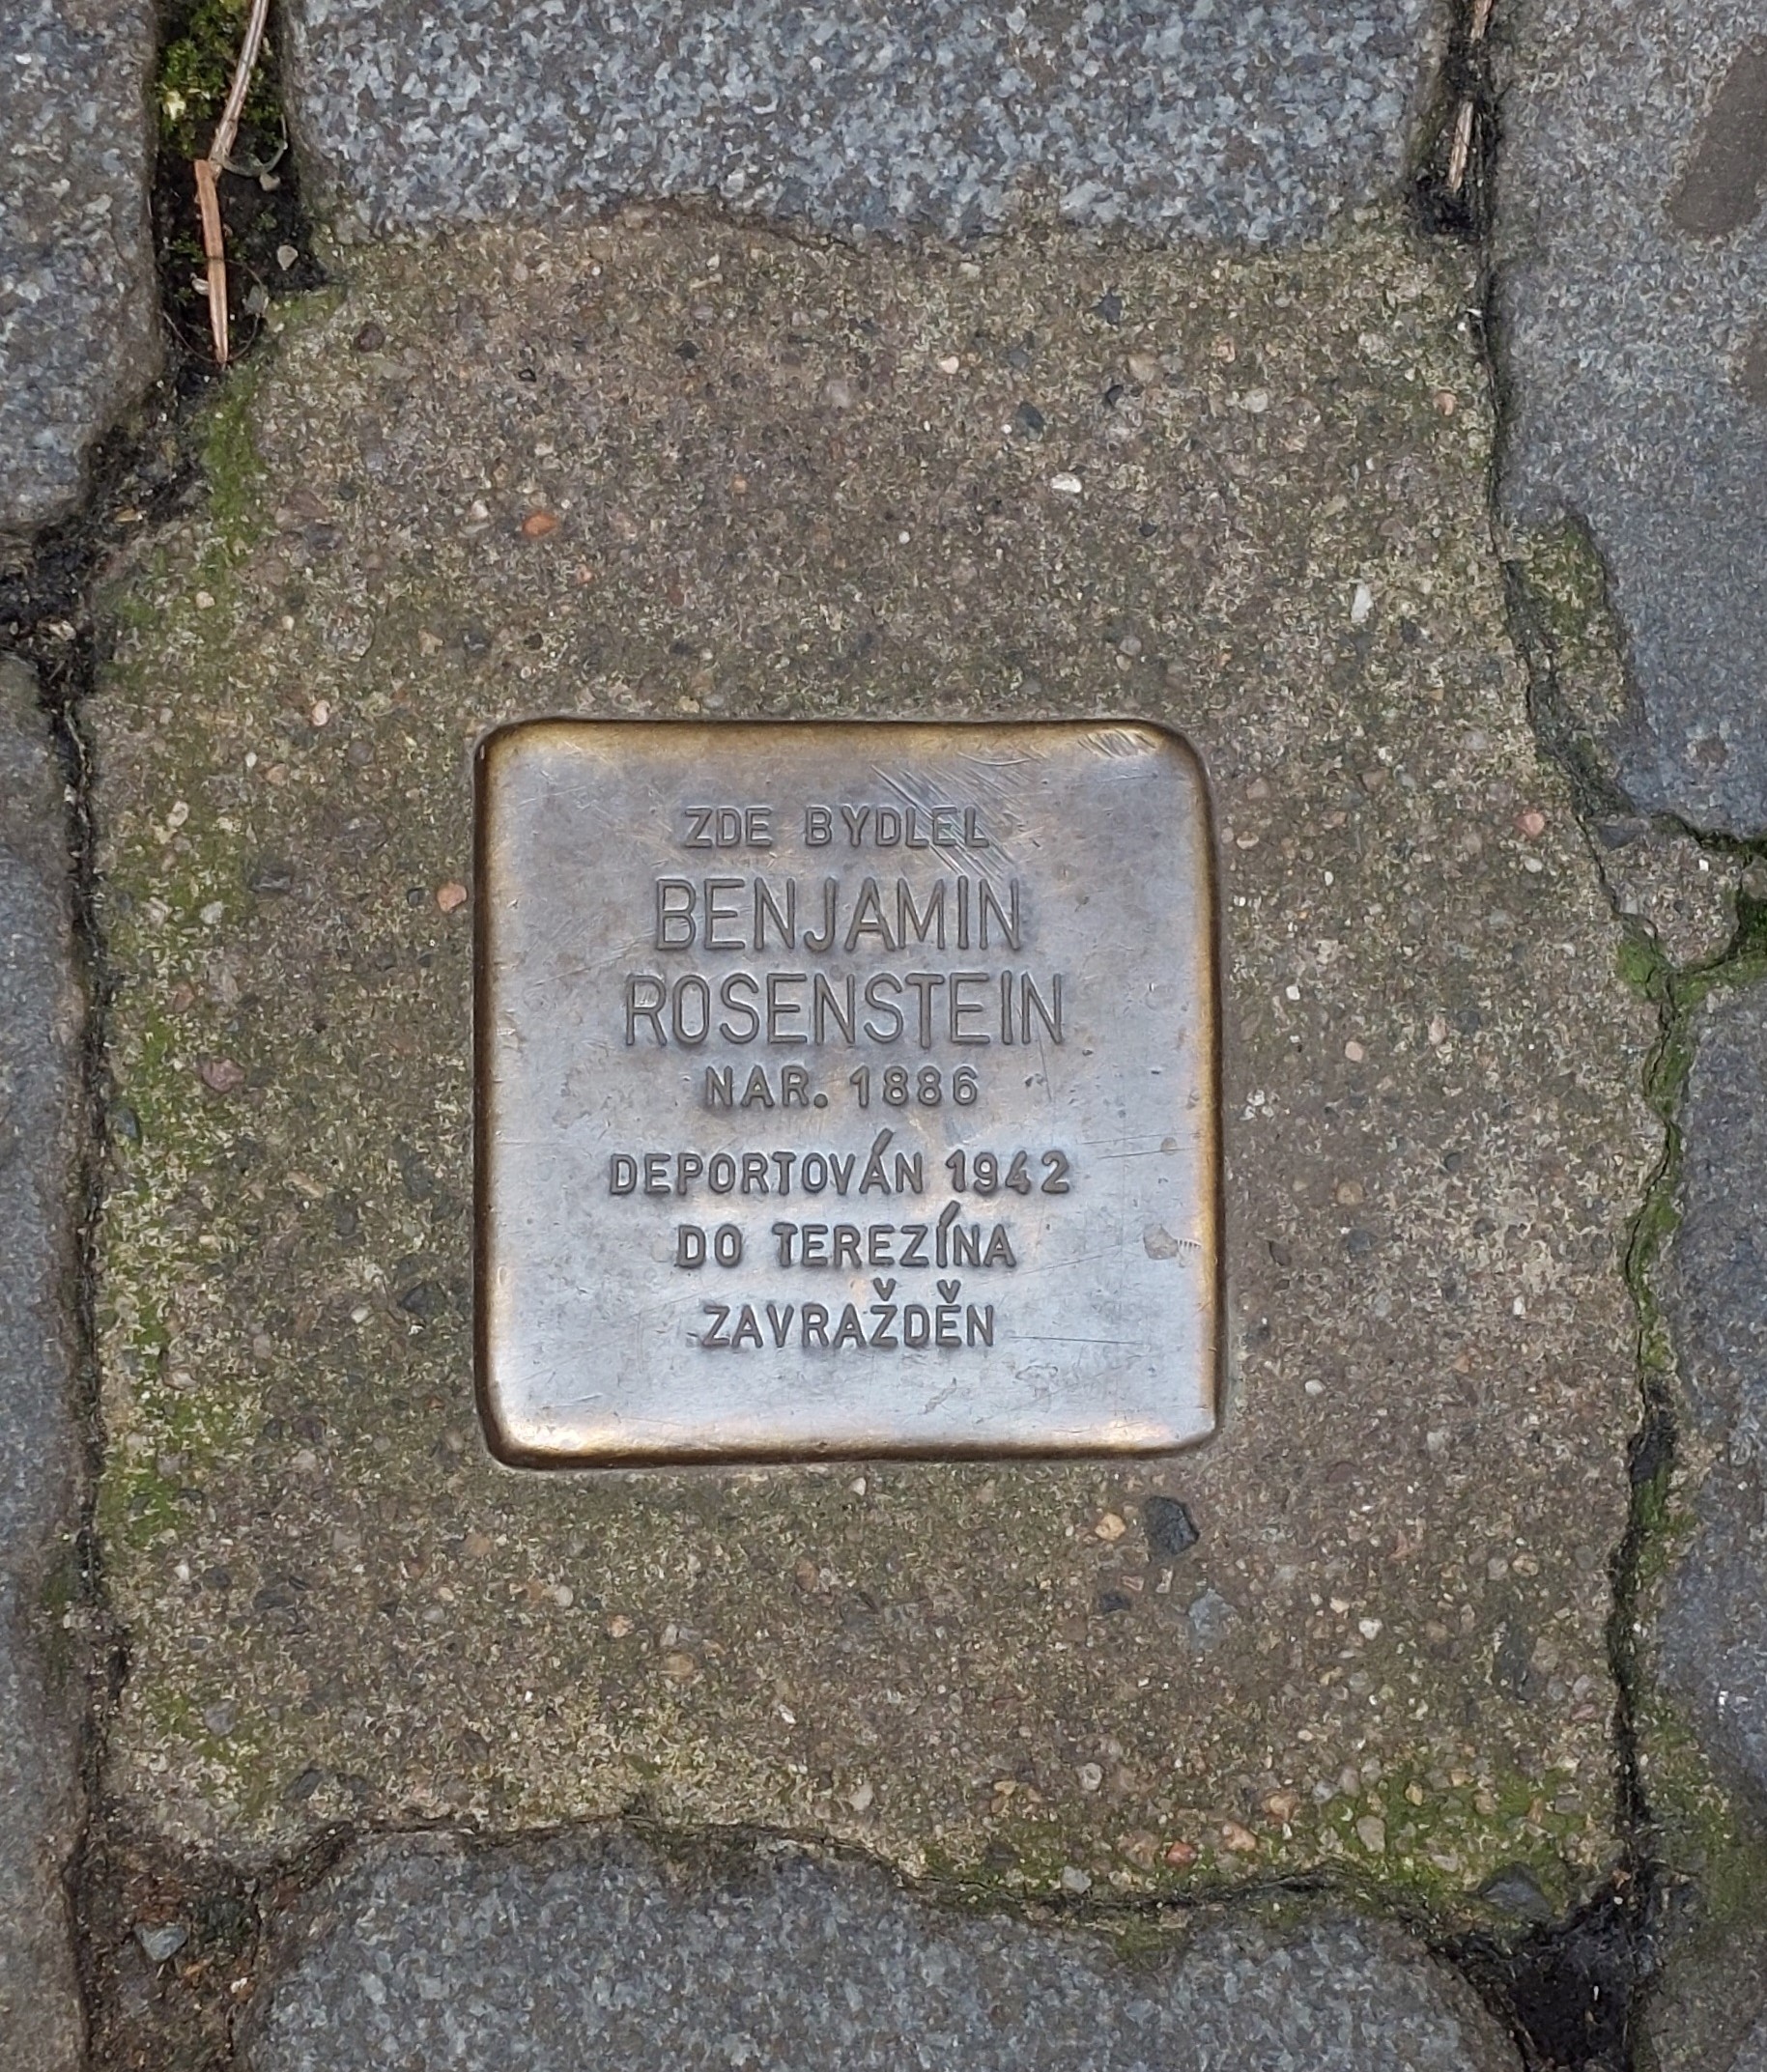 ZDE BYDLEL
BENJAMIN
ROSENSTEIN
NAR. 1886
DEPORTOVÁN 1942
DO TEREZÍNA
ZAVRAŽDĚN